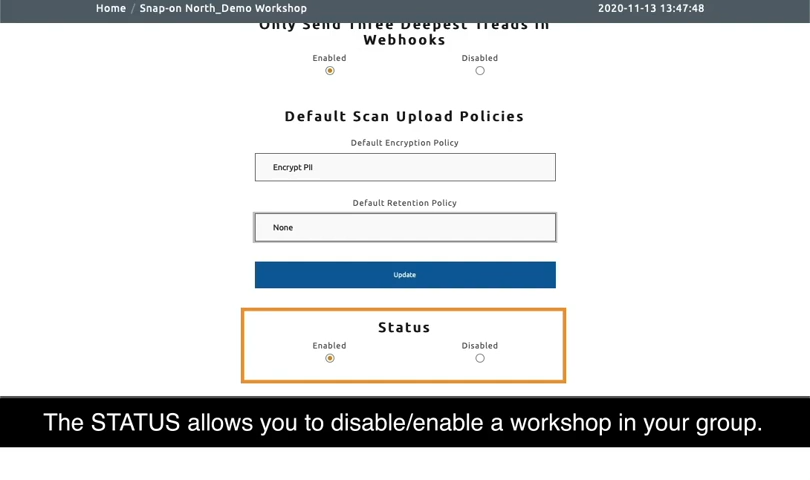 Home / Snap-on North_Demo Workshop 2020-11-13 13:47:48
Only Send Three Deepest Treads in
Webhooks
Enabled Disabled
Default Scan Upload Policies
Default Encryption Policy
Encrypt PII
Default Retention Policy
None
Update
Status
Enabled Disabled
The STATUS allows you to disable/enable a workshop in your group.